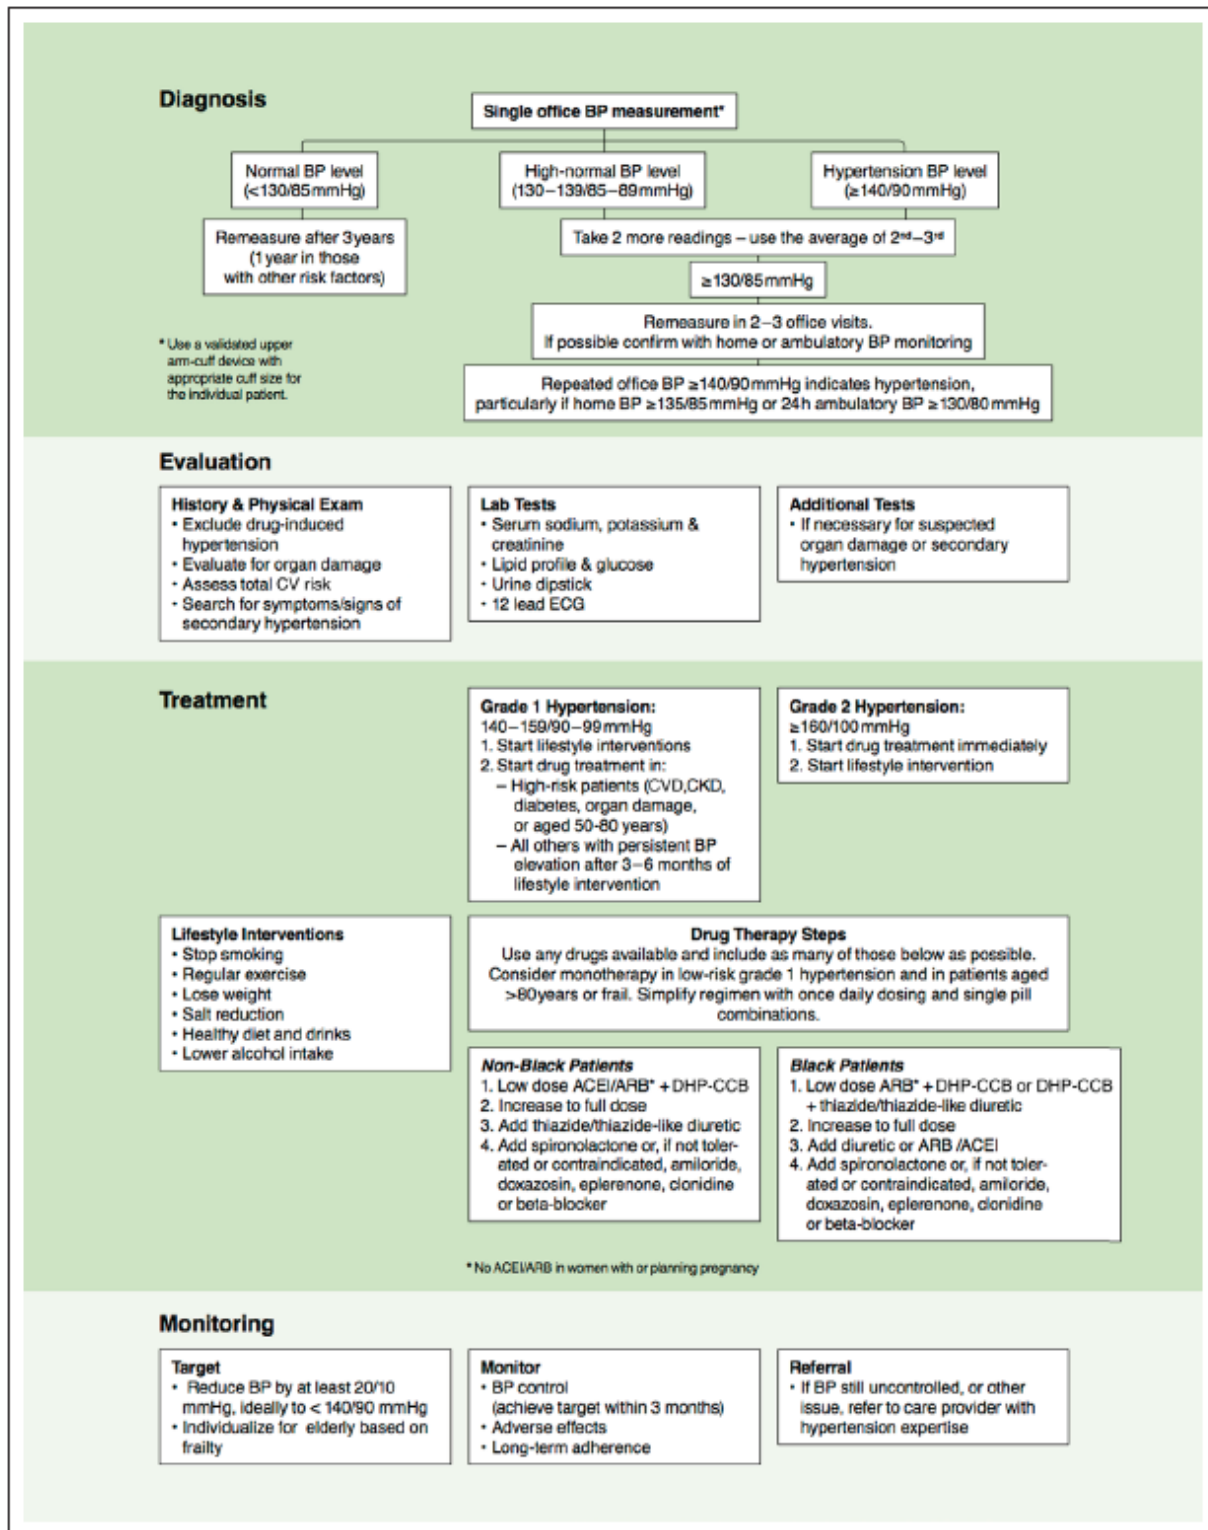 Diagnosis
Single office BP measurement*
Normal BP level
(<130/85 mmHg)
High-normal BP level
(130–139/85–89 mmHg)
Hypertension BP level
(≥140/90 mmHg)
Remeasure after 3 years
(1 year in those
with other risk factors)
Take 2 more readings – use the average of 2nd–3rd
≥130/85 mmHg
Remeasure in 2–3 office visits.
If possible confirm with home or ambulatory BP monitoring
Repeated office BP ≥140/90 mmHg indicates hypertension,
particularly if home BP ≥135/85 mmHg or 24h ambulatory BP ≥130/80 mmHg
* Use a validated upper
arm-cuff device with
appropriate cuff size for
the individual patient.
Evaluation
History & Physical Exam
• Exclude drug-induced
hypertension
• Evaluate for organ damage
• Assess total CV risk
• Search for symptoms/signs of
secondary hypertension
Lab Tests
• Serum sodium, potassium &
creatinine
• Lipid profile & glucose
• Urine dipstick
• 12 lead ECG
Additional Tests
• If necessary for suspected
organ damage or secondary
hypertension
Treatment
Grade 1 Hypertension:
140–159/90–99 mmHg
1. Start lifestyle interventions
2. Start drug treatment in:
– High-risk patients (CVD,CKD,
diabetes, organ damage,
or aged 50-80 years)
– All others with persistent BP
elevation after 3–6 months of
lifestyle intervention
Grade 2 Hypertension:
≥160/100 mmHg
1. Start drug treatment immediately
2. Start lifestyle intervention
Lifestyle Interventions
• Stop smoking
• Regular exercise
• Lose weight
• Salt reduction
• Healthy diet and drinks
• Lower alcohol intake
Drug Therapy Steps
Use any drugs available and include as many of those below as possible.
Consider monotherapy in low-risk grade 1 hypertension and in patients aged
>80 years or frail. Simplify regimen with once daily dosing and single pill
combinations.
Non-Black Patients
1. Low dose ACEI/ARB* + DHP-CCB
2. Increase to full dose
3. Add thiazide/thiazide-like diuretic
4. Add spironolactone or, if not toler-
ated or contraindicated, amiloride,
doxazosin, eplerenone, clonidine
or beta-blocker
Black Patients
1. Low dose ARB* + DHP-CCB or DHP-CCB
+ thiazide/thiazide-like diuretic
2. Increase to full dose
3. Add diuretic or ARB /ACEI
4. Add spironolactone or, if not toler-
ated or contraindicated, amiloride,
doxazosin, eplerenone, clonidine
or beta-blocker
* No ACEI/ARB in women with or planning pregnancy
Monitoring
Target
• Reduce BP by at least 20/10
mmHg, ideally to < 140/90 mmHg
• Individualize for elderly based on
frailty
Monitor
• BP control
(achieve target within 3 months)
• Adverse effects
• Long-term adherence
Referral
• If BP still uncontrolled, or other
issue, refer to care provider with
hypertension expertise